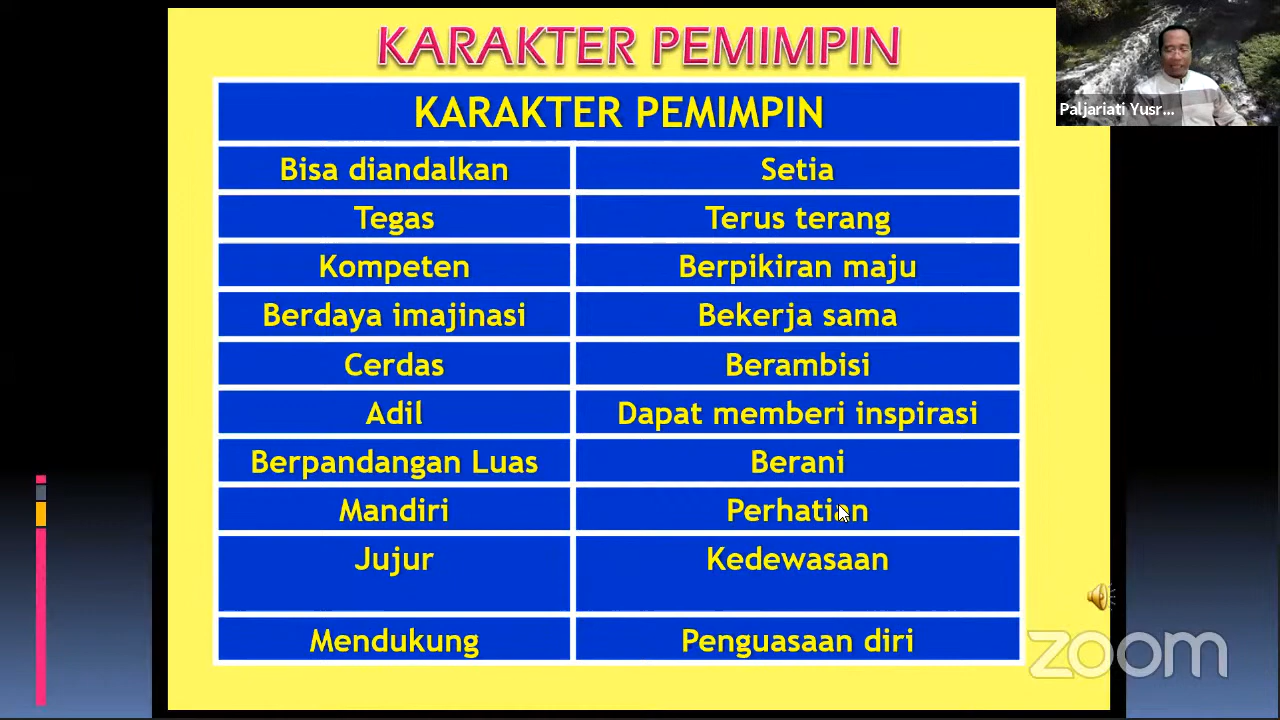 KARAKTER PEMIMPIN
KARAKTER PEMIMPIN
Bisa diandalkan Setia
Tegas Terus terang
Kompeten Berpikiran maju
Berdaya imajinasi Bekerja sama
Cerdas Berambisi
Adil Dapat memberi inspirasi
Berpandangan Luas Berani
Mandiri Perhatian
Jujur Kedewasaan
Mendukung Penguasaan diri
Paljariati Yusr...
zoom